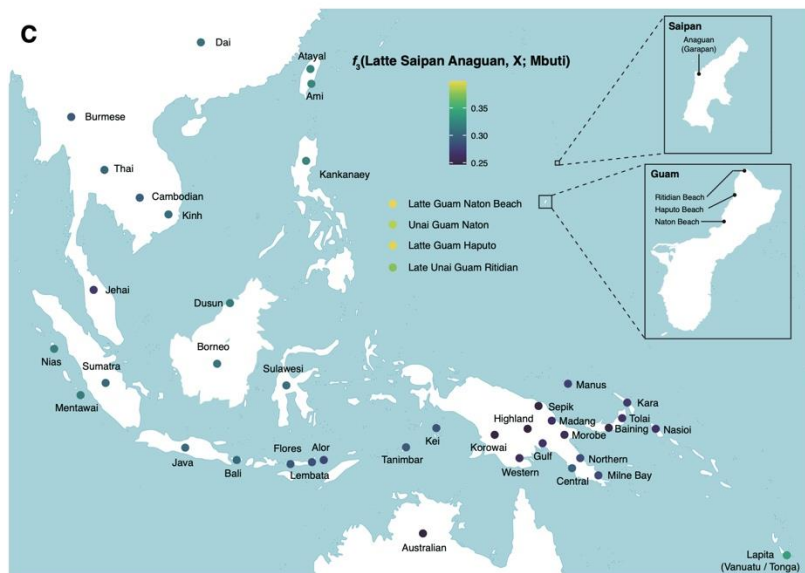 C
Dai
Atayal
Ami
f3(Latte Saipan Anaguan, X; Mbuti)
0.35
0.30
0.25
Saipan
Anaguan
(Garapan)
Burmese
Thai
Cambodian
Kinh
Kankanaey
Latte Guam Naton Beach
Unai Guam Naton
Latte Guam Haputo
Late Unai Guam Ritidian
Guam
Ritidian Beach
Haputo Beach
Naton Beach
Jehai
Dusun
Borneo
Nias
Sumatra
Mentawai
Sulawesi
Manus
Kara
Sepik
Tolai
Highland
Madang
Nasioi
Baining
Kei
Korowai
Morobe
Java
Bali
Flores
Alor
Lembata
Tanimbar
Gulf
Western
Northern
Central
Milne Bay
Australian
Lapita
(Vanuatu / Tonga)